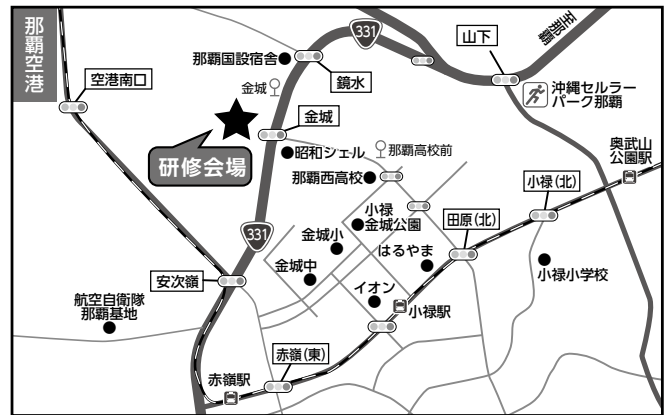 那覇空港
空港南口
那覇国設宿舎
鏡水
331
山下
至那覇
沖縄セルラー
パーク那覇
金城
金城
研修会場
昭和シェル
那覇高校前
那覇西高校
奥武山
公園駅
小禄(北)
331
小禄
金城公園
田原(北)
金城小
はるやま
金城中
小禄小学校
安次嶺
イオン
小禄駅
航空自衛隊
那覇基地
赤嶺(東)
赤嶺駅